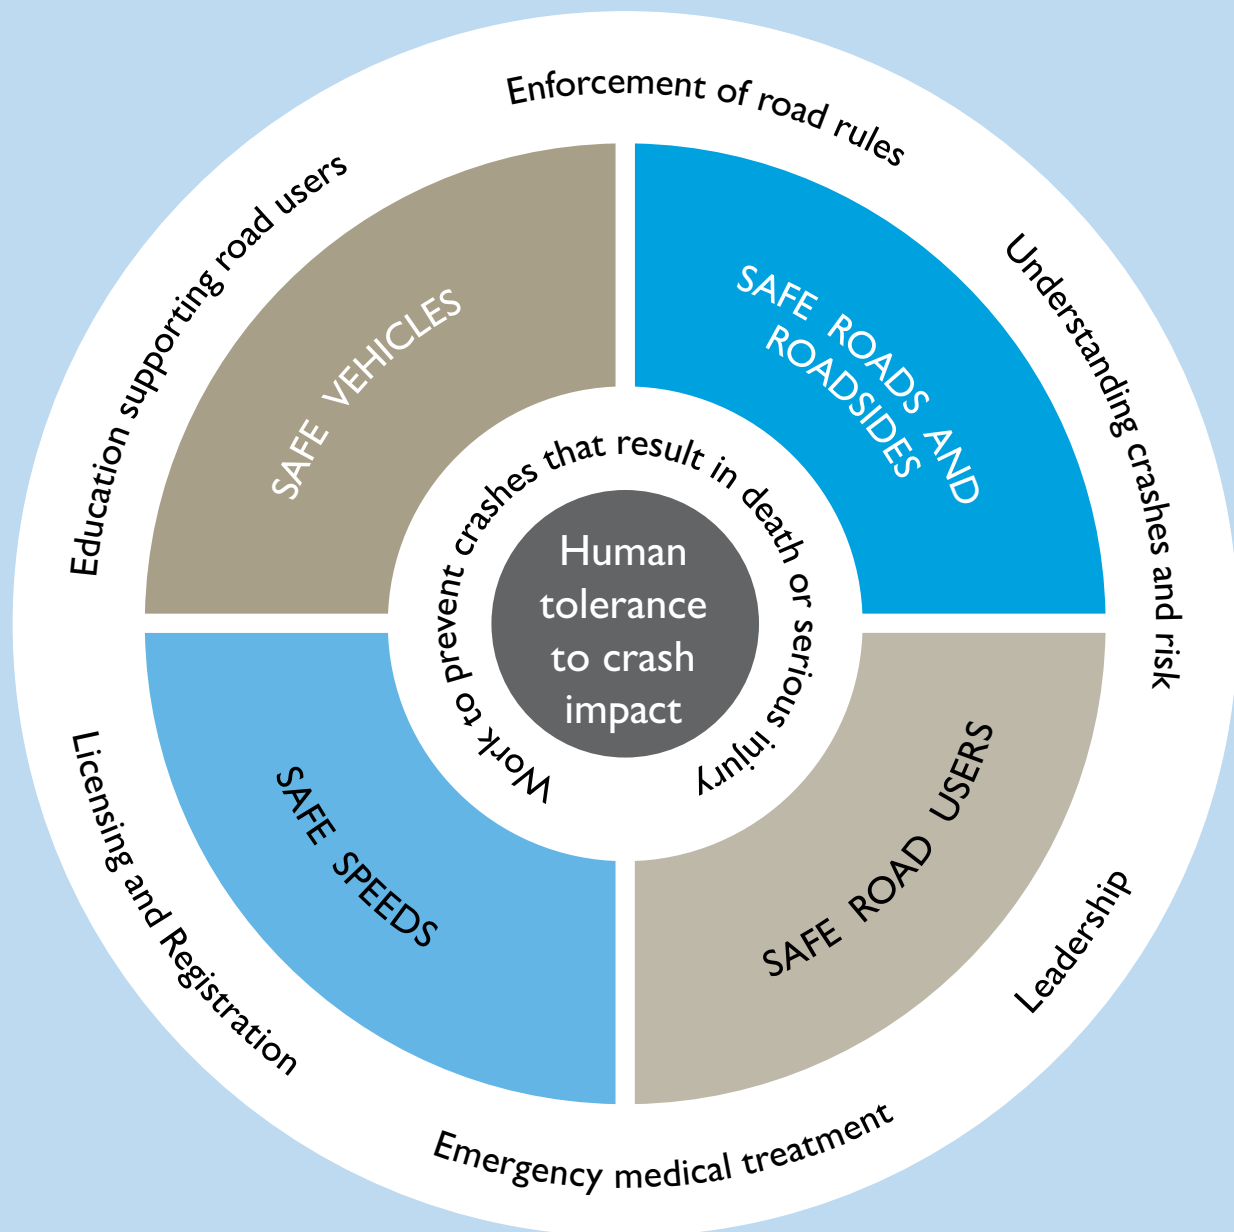 Enforcement of road rules
Understanding crashes and risk
Leadership
Emergency medical treatment
Licensing and Registration
Education supporting road users
SAFE VEHICLES
SAFE ROADS AND
ROADSIDES
SAFE ROAD USERS
SAFE SPEEDS
Work to prevent crashes that result in death or serious injury
Human
tolerance
to crash
impact